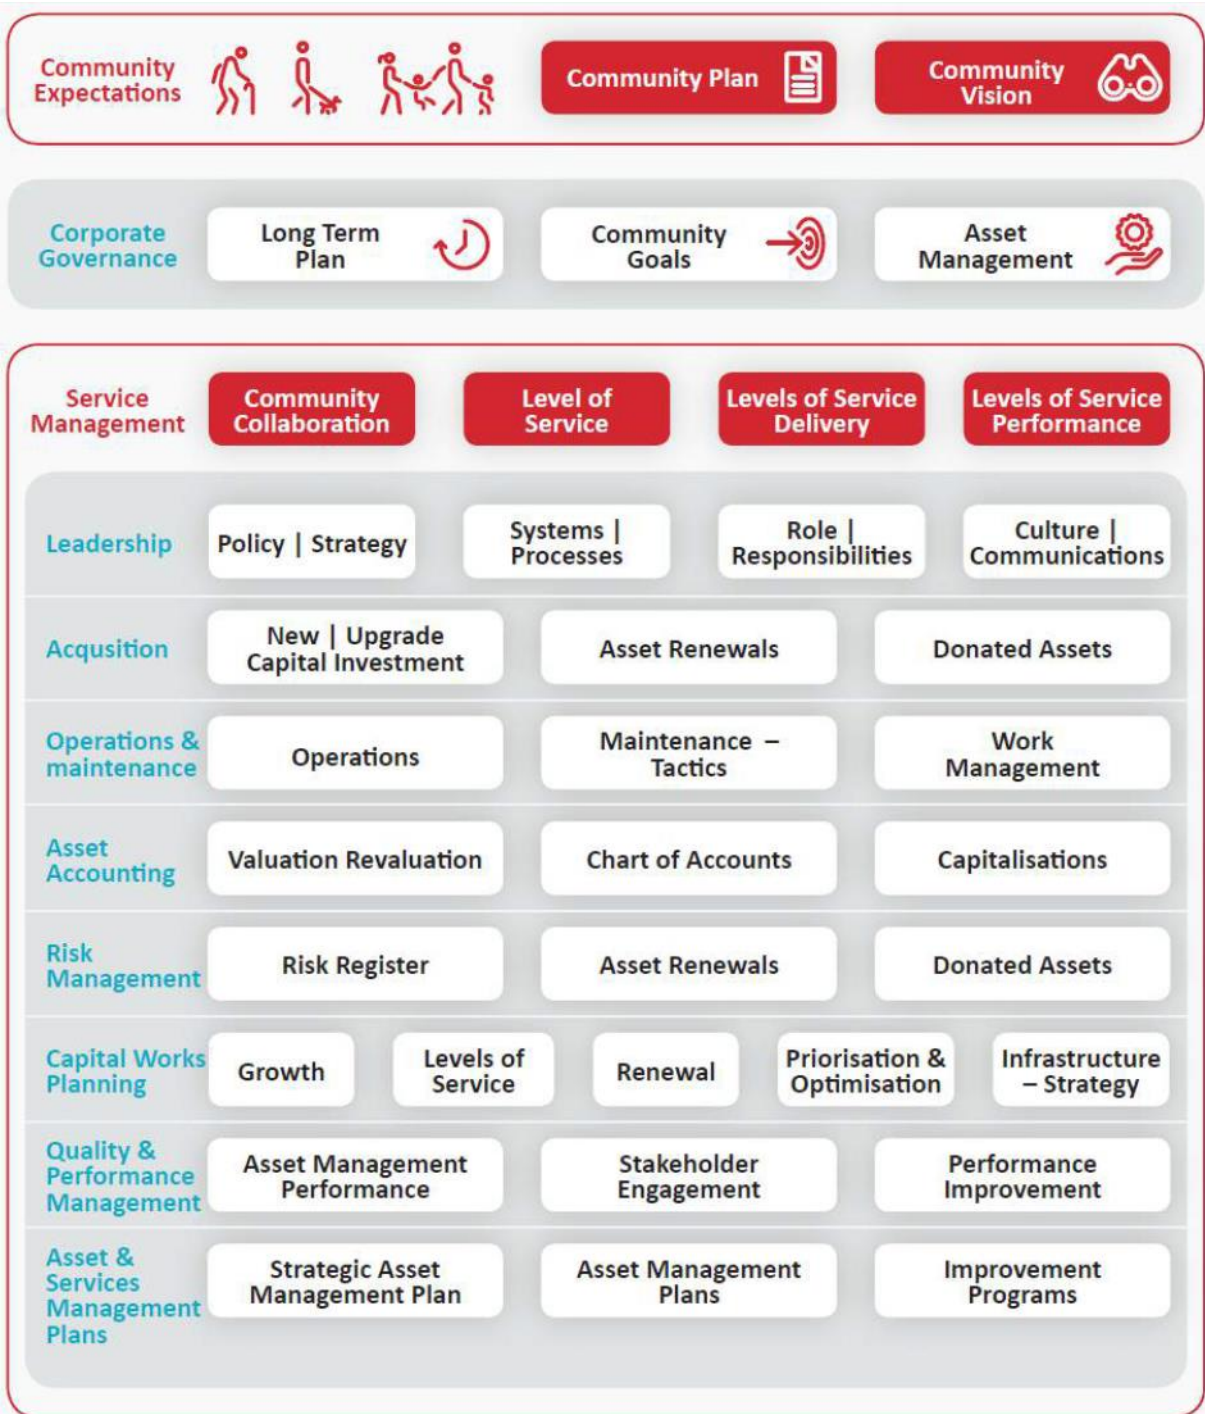 Community
Expectations
Community Plan
Community
Vision
Corporate
Governance
Long Term
Plan
Community
Goals
Asset
Management
Service
Management
Community
Collaboration
Level of
Service
Levels of Service
Delivery
Levels of Service
Performance
Leadership
Policy | Strategy
Systems |
Processes
Role |
Responsibilities
Culture |
Communications
Acqusition
New | Upgrade
Capital Investment
Asset Renewals
Donated Assets
Operations &
maintenance
Operations
Maintenance –
Tactics
Work
Management
Asset
Accounting
Valuation Revaluation
Chart of Accounts
Capitalisations
Risk
Management
Risk Register
Asset Renewals
Donated Assets
Capital Works
Planning
Growth
Levels of
Service
Renewal
Priorisation &
Optimisation
Infrastructure
– Strategy
Quality &
Performance
Management
Asset Management
Performance
Stakeholder
Engagement
Performance
Improvement
Asset &
Services
Management
Plans
Strategic Asset
Management Plan
Asset Management
Plans
Improvement
Programs